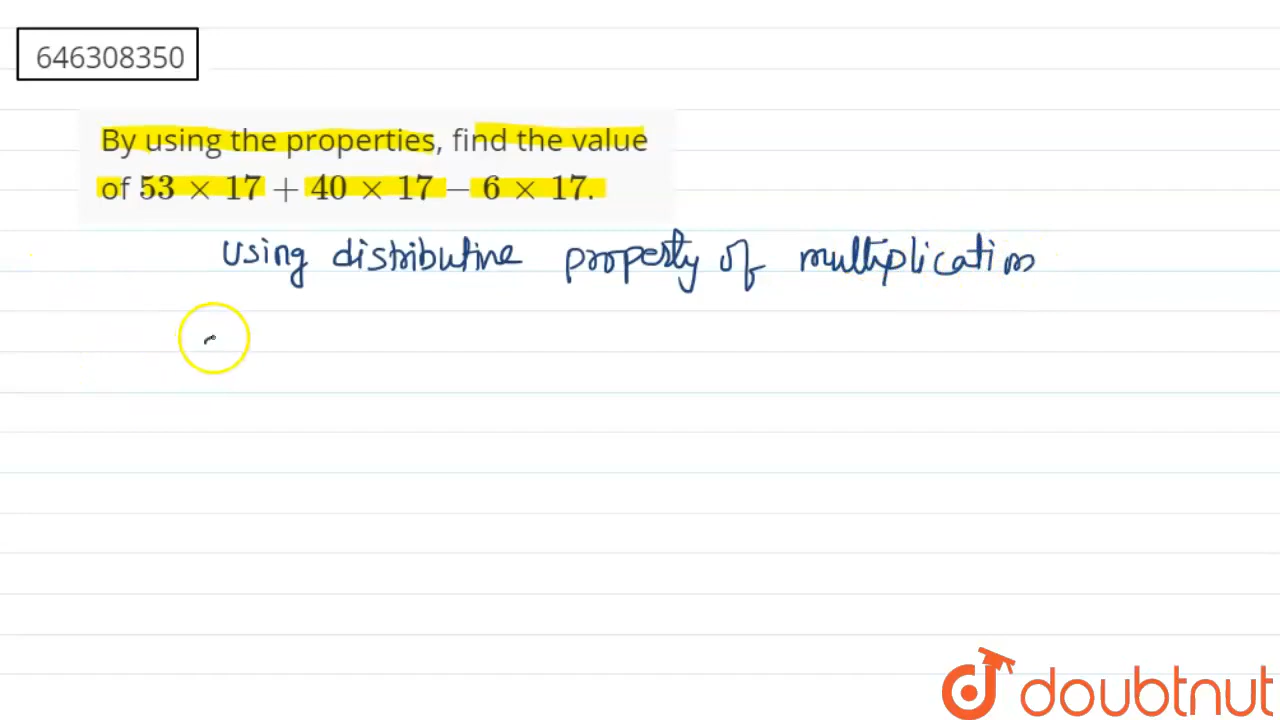 646308350
By using the properties, find the value
of 53 × 17 + 40 × 17 − 6 × 17.
Using distributive property of multiplication
doubtnut